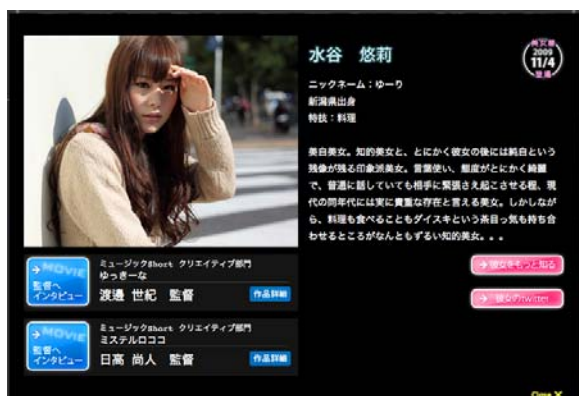 水谷 悠莉
美女暦
2009
11/4
登場
ニックネーム：ゆーり
新潟県出身
特技：料理
美白美女。知的美女と、とにかく彼女の後には純白という
残像が残る印象派美女。言葉使い、態度がとにかく綺麗
で、普通に話していても相手に緊張さえ起こさせる程、現
代の同年代には実に貴重な存在と言える美女。しかしなが
ら、料理も食べることもダイスキという茶目っ気も持ち合
わせるところがなんともずるい知的美女。。。
→ 彼女をもっと知る
→ 彼女のtwitter
→ MOVIE
監督へ
インタビュー
ミュージックShort クリエイティブ部門
ゆっきーな
渡邉 世紀 監督
作品詳細
→ MOVIE
監督へ
インタビュー
ミュージックShort クリエイティブ部門
ミステルロココ
日高 尚人 監督
作品詳細